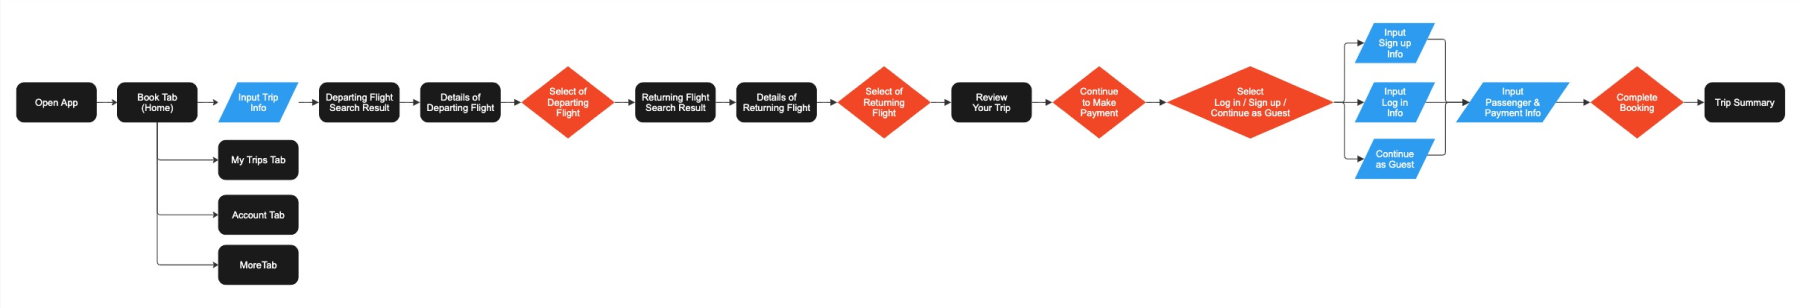 Open App
Book Tab
(Home)
Input Trip
Info
Departing Flight
Search Result
Details of
Departing Flight
Select of
Departing
Flight
Returning Flight
Search Result
Details of
Returning Flight
Select of
Returning
Flight
Review
Your Trip
Continue
to Make
Payment
Select
Log in / Sign up /
Continue as Guest
Input
Sign up
Info
Input
Log in
Info
Continue
as Guest
Input
Passenger &
Payment Info
Complete
Booking
Trip Summary
My Trips Tab
Account Tab
MoreTab